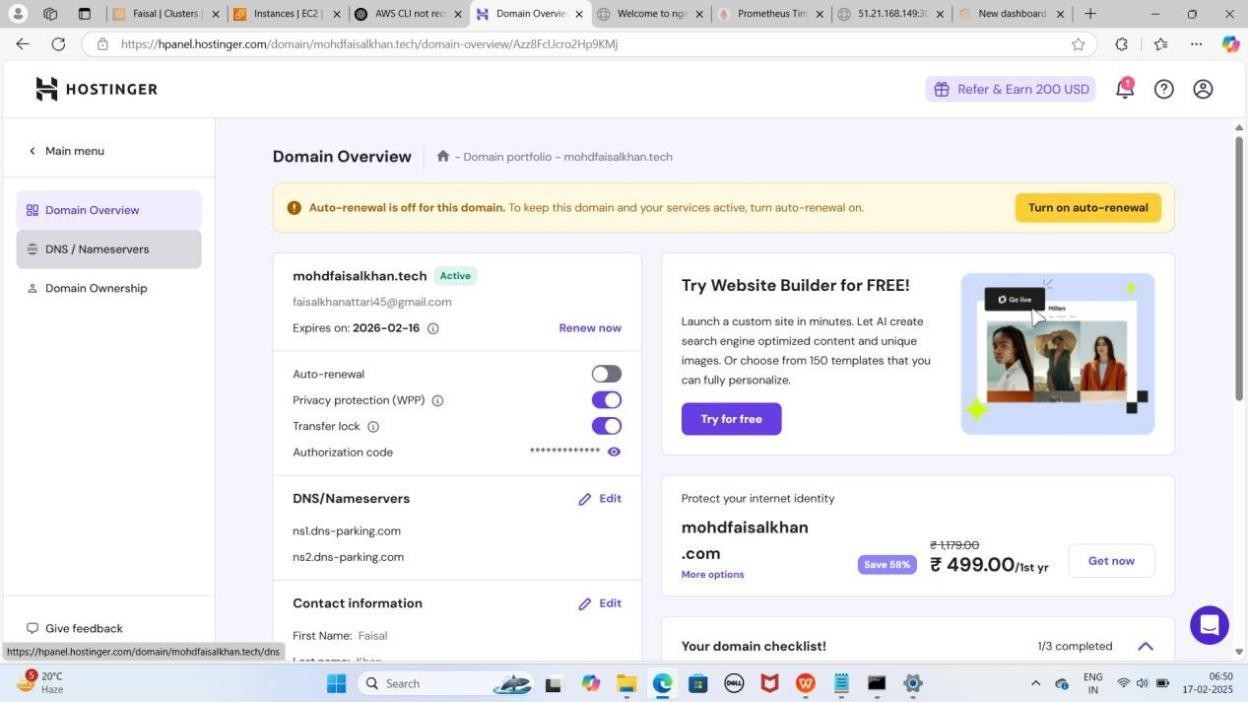 Faisal | Clusters |
Instances | EC2 |
AWS CLI not rec
Domain Overvie
Welcome to ngi
Prometheus Tim
51.21.168.149:30
New dashboard
https://hpanel.hostinger.com/domain/mohdfaisalkhan.tech/domain-overview/Azz8FcUcro2Hp9KMj
HOSTINGER
Refer & Earn 200 USD
1
Main menu
Domain Overview
DNS / Nameservers
Domain Ownership
Give feedback
https://hpanel.hostinger.com/domain/mohdfaisalkhan.tech/dns
Domain Overview
- Domain portfolio - mohdfaisalkhan.tech
Auto-renewal is off for this domain. To keep this domain and your services active, turn auto-renewal on.
Turn on auto-renewal
mohdfaisalkhan.tech Active
faisalkhanattari45@gmail.com
Expires on: 2026-02-16
Renew now
Auto-renewal
Privacy protection (WPP)
Transfer lock
Authorization code *************
DNS/Nameservers
Edit
ns1.dns-parking.com
ns2.dns-parking.com
Contact information
Edit
First Name: Faisal
Last name: Khan
Try Website Builder for FREE!
Launch a custom site in minutes. Let AI create
search engine optimized content and unique
images. Or choose from 150 templates that you
can fully personalize.
Try for free
Go live
Millen
Protect your internet identity
mohdfaisalkhan
.com
More options
Save 58%
₹ 1,179.00
₹ 499.00/1st yr
Get now
Your domain checklist!
1/3 completed
5
20°C
Haze
Search
DELL
ENG
IN
06:50
17-02-2025